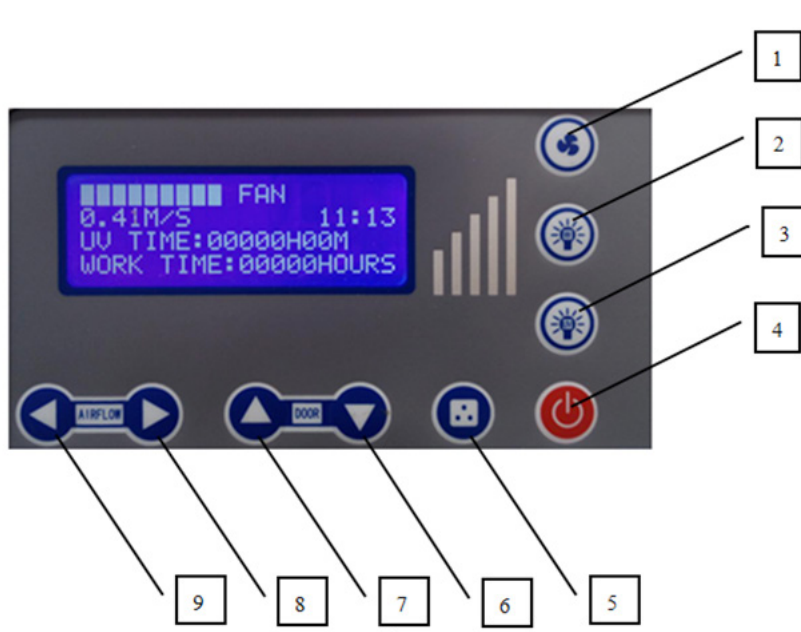 1
2
3
4
FAN
0.41M/S 11:13
UV TIME:00000H00M
WORK TIME:00000HOURS
AIRFLOW
DOOR
9
8
7
6
5